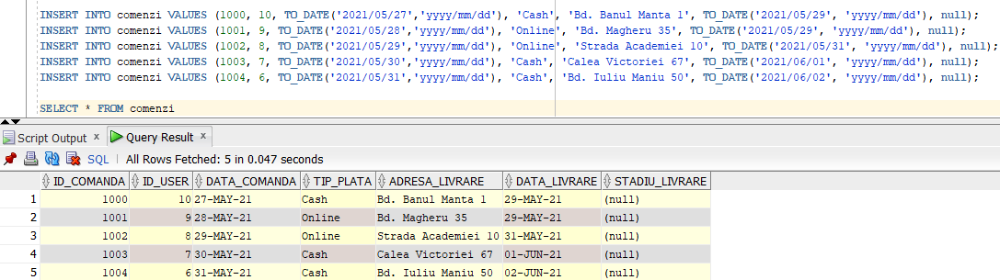 INSERT INTO comenzi VALUES (1000, 10, TO_DATE('2021/05/27','yyyy/mm/dd'), 'Cash', 'Bd. Banul Manta 1', TO_DATE('2021/05/29', 'yyyy/mm/dd'), null);
INSERT INTO comenzi VALUES (1001, 9, TO_DATE('2021/05/28','yyyy/mm/dd'), 'Online', 'Bd. Magheru 35', TO_DATE('2021/05/29', 'yyyy/mm/dd'), null);
INSERT INTO comenzi VALUES (1002, 8, TO_DATE('2021/05/29','yyyy/mm/dd'), 'Online', 'Strada Academiei 10', TO_DATE('2021/05/31', 'yyyy/mm/dd'), null);
INSERT INTO comenzi VALUES (1003, 7, TO_DATE('2021/05/30','yyyy/mm/dd'), 'Cash', 'Calea Victoriei 67', TO_DATE('2021/06/01', 'yyyy/mm/dd'), null);
INSERT INTO comenzi VALUES (1004, 6, TO_DATE('2021/05/31','yyyy/mm/dd'), 'Cash', 'Bd. Iuliu Maniu 50', TO_DATE('2021/06/02', 'yyyy/mm/dd'), null);
SELECT * FROM comenzi
Script Output x Query Result x
SQL | All Rows Fetched: 5 in 0.047 seconds
ID_COMANDA ID_USER DATA_COMANDA TIP_PLATA ADRESA_LIVRARE DATA_LIVRARE STADIU_LIVRARE
1 1000 10 27-MAY-21 Cash Bd. Banul Manta 1 29-MAY-21 (null)
2 1001 9 28-MAY-21 Online Bd. Magheru 35 29-MAY-21 (null)
3 1002 8 29-MAY-21 Online Strada Academiei 10 31-MAY-21 (null)
4 1003 7 30-MAY-21 Cash Calea Victoriei 67 01-JUN-21 (null)
5 1004 6 31-MAY-21 Cash Bd. Iuliu Maniu 50 02-JUN-21 (null)